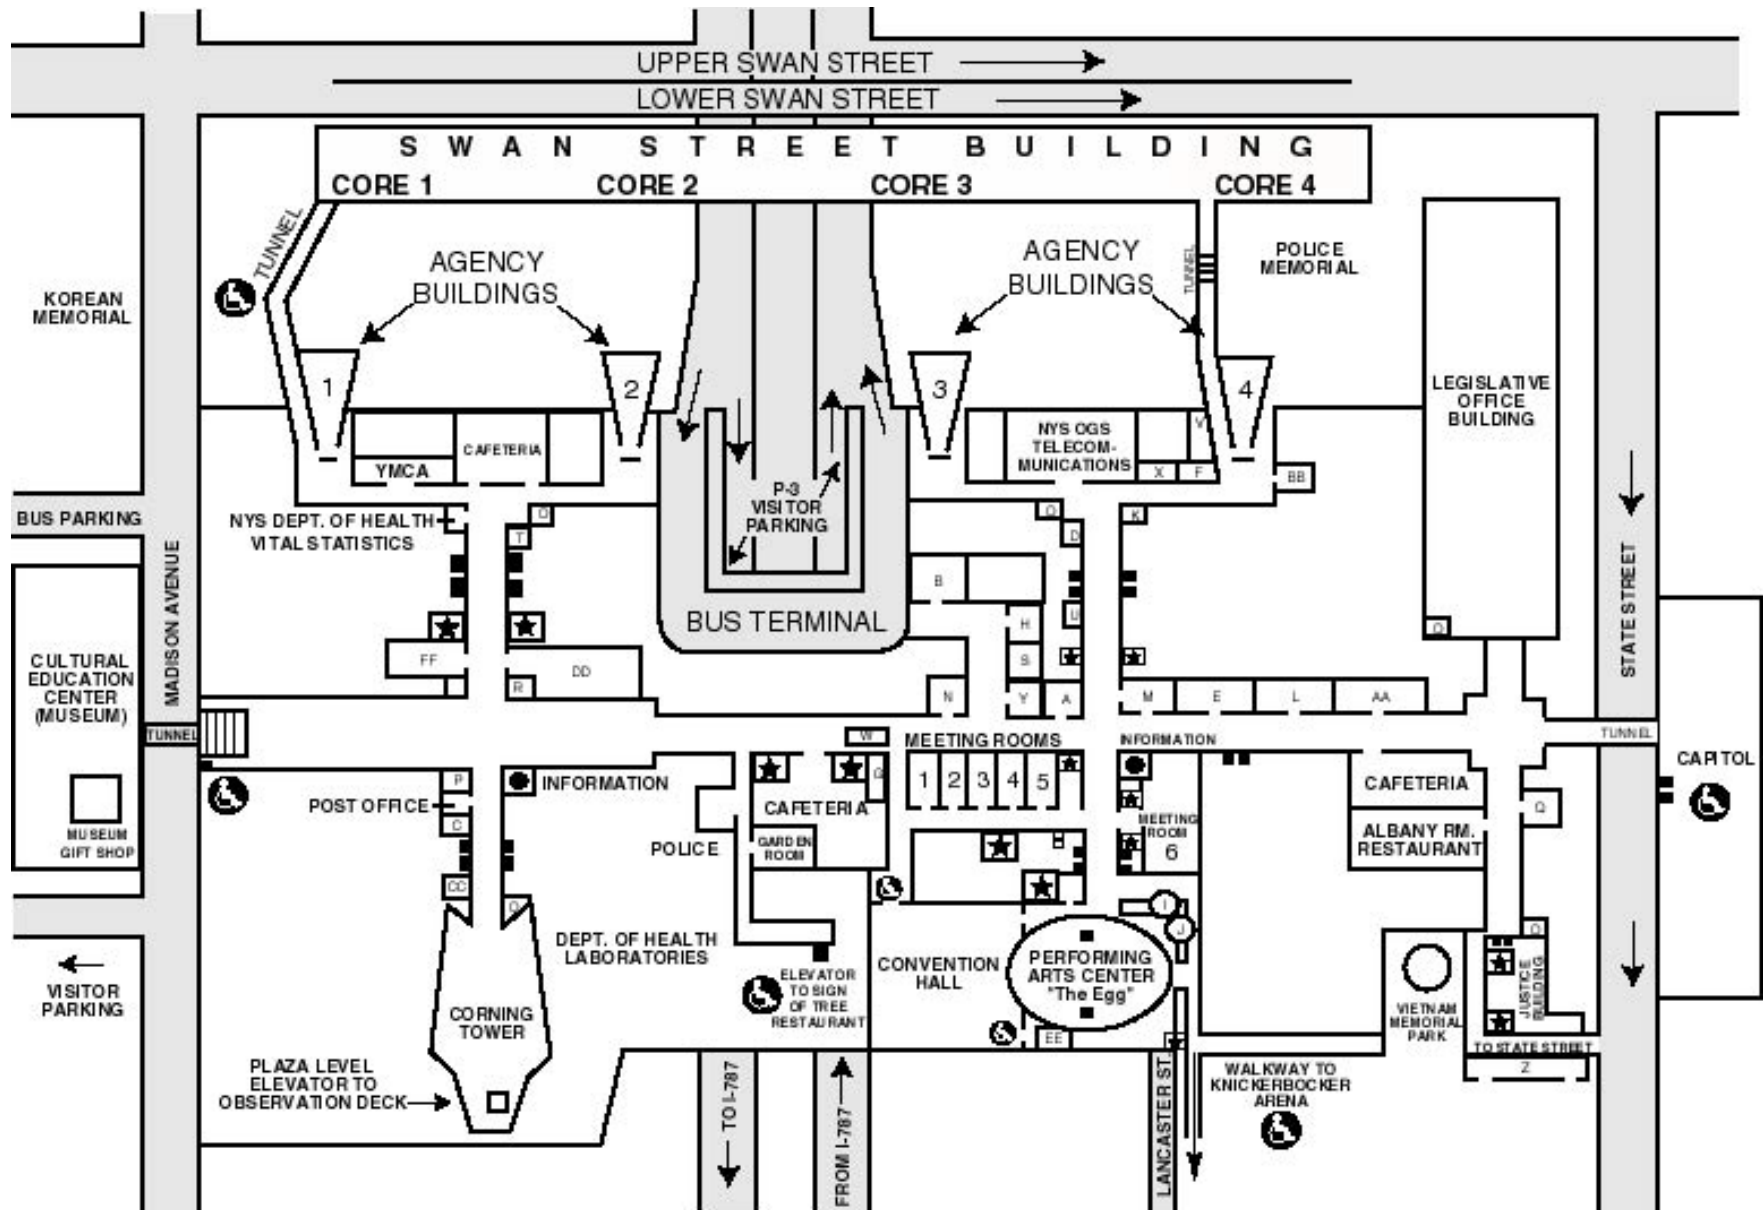 UPPER SWAN STREET
LOWER SWAN STREET
SWAN STREET BUILDING
CORE 1 CORE 2 CORE 3 CORE 4
TUNNEL
AGENCY
BUILDINGS
AGENCY
BUILDINGS
TUNNEL
POLICE
MEMORIAL
KOREAN
MEMORIAL
1
2
3
4
LEGISLATIVE
OFFICE
BUILDING
YMCA
CAFETERIA
NYS OGS
TELECOM-
MUNICATIONS
V
X
F
BB
P-3
VISITOR
PARKING
BUS PARKING
NYS DEPT. OF HEALTH
VITAL STATISTICS
Q
T
Q
D
K
MADISON AVENUE
STATE STREET
B
BUS TERMINAL
H
U
S
Q
CULTURAL
EDUCATION
CENTER
(MUSEUM)
FF
DD
R
N
Y
A
M
E
L
AA
TUNNEL
W
MEETING ROOMS
INFORMATION
TUNNEL
CAPITOL
P
INFORMATION
POST OFFICE
C
G
CAFETERIA
1 2 3 4 5
CAFETERIA
Q
MUSEUM
GIFT SHOP
POLICE
GARDEN
ROOM
MEETING
ROOM
6
ALBANY RM.
RESTAURANT
CC
Q
I
J
Q
DEPT. OF HEALTH
LABORATORIES
CONVENTION
HALL
PERFORMING
ARTS CENTER
"The Egg"
VISITOR
PARKING
ELEVATOR
TO SIGN
OF TREE
RESTAURANT
CORNING
TOWER
EE
VIETNAM
MEMORIAL
PARK
JUSTICE
BUILDING
TO STATE STREET
Z
PLAZA LEVEL
ELEVATOR TO
OBSERVATION DECK
TO I-787
FROM I-787
LANCASTER ST.
WALKWAY TO
KNICKERBOCKER
ARENA